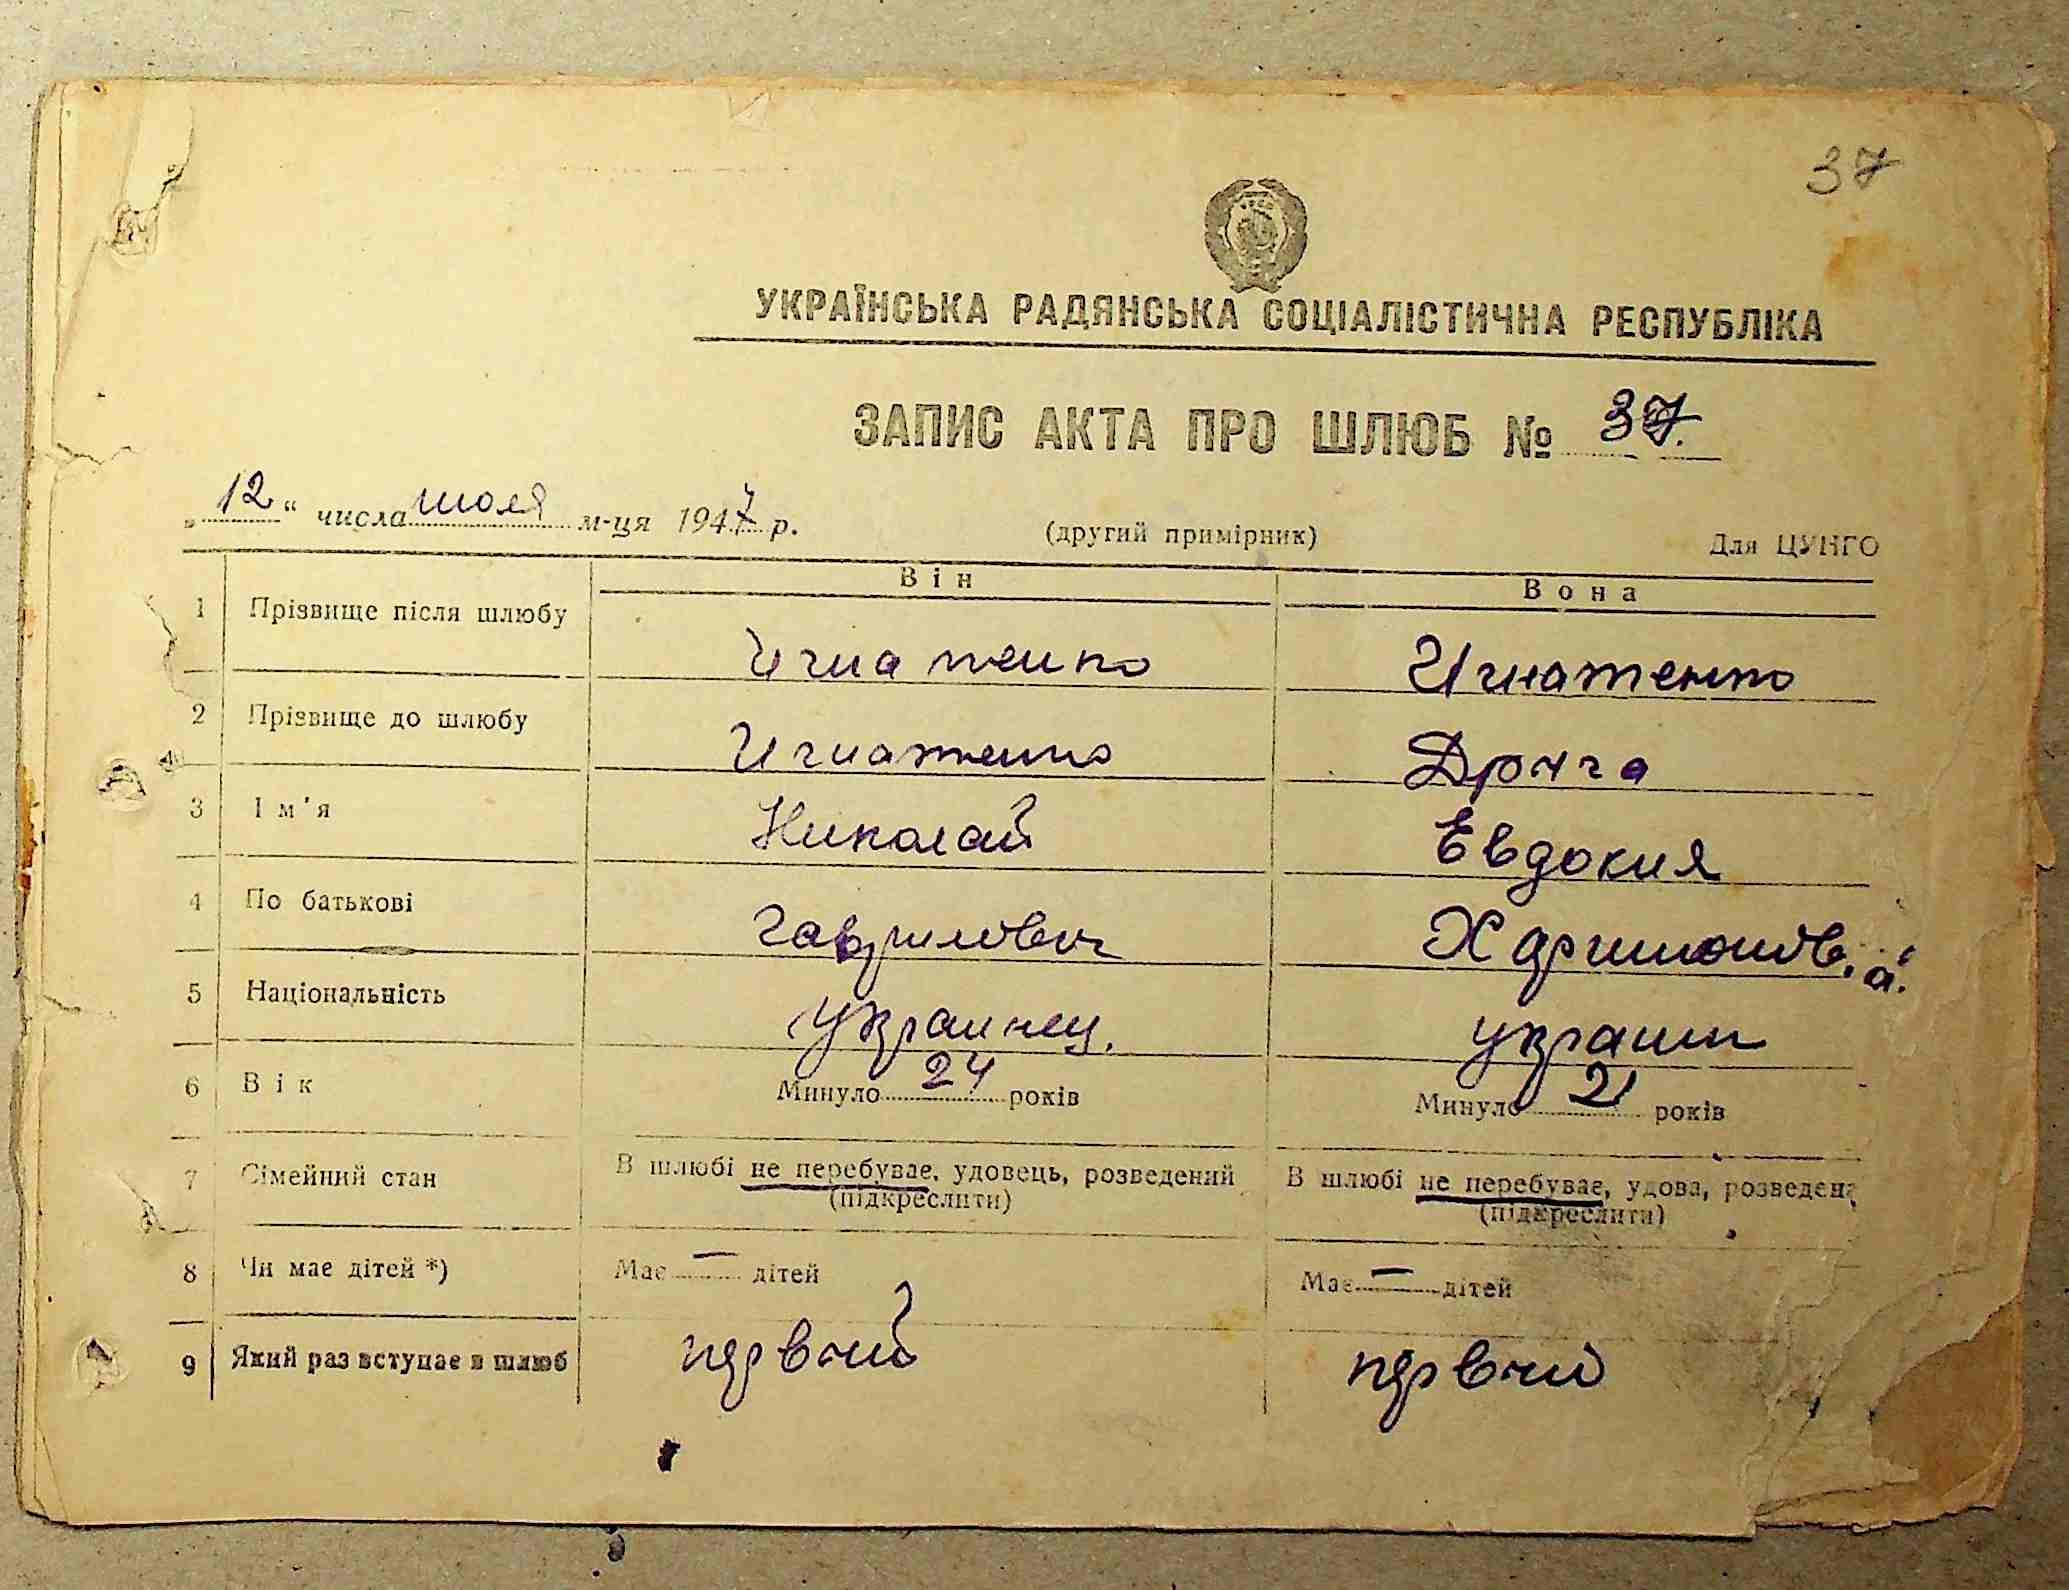 37
УКРАЇНСЬКА РАДЯНСЬКА СОЦІАЛІСТИЧНА РЕСПУБЛІКА
ЗАПИС АКТА ПРО ШЛЮБ № 37.
„12“ числа июля м-ця 1947 р. (другий примірник) Для ЦУНГО
Він Вона
1 Прізвище після шлюбу Игнатенко Игнатенко
2 Прізвище до шлюбу Игнатенко Дронга
3 Ім'я Николай Евдокия
4 По батькові Гаврилович Харитонов.а.
5 Національність украинец. украин
6 Вік Минуло 24 років Минуло 21 років
7 Сімейний стан В шлюбі не перебуває, удовець, розведений В шлюбі не перебуває, удова, розведена
(підкреслити) (підкреслити)
8 Чи має дітей *) Має — дітей Має — дітей
9 Який раз вступає в шлюб первый первый